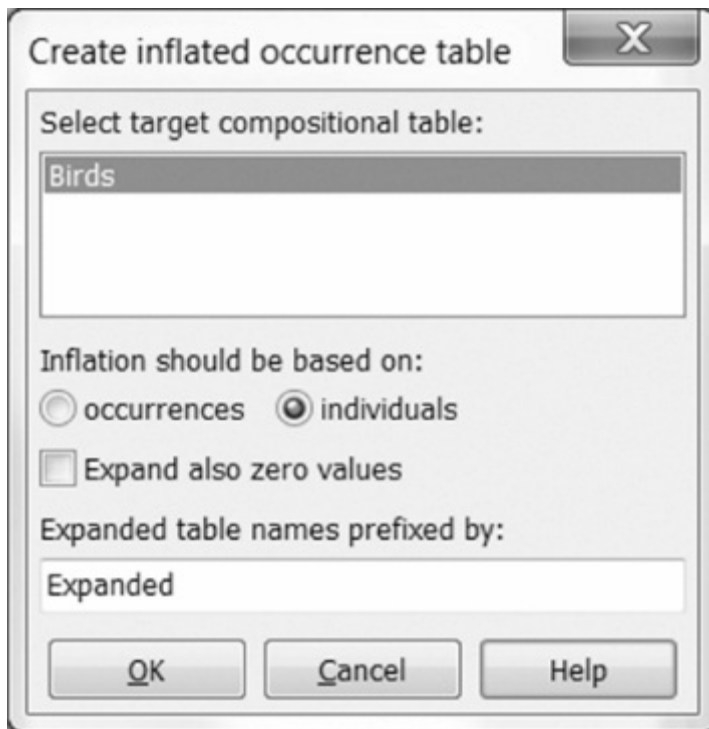 Create inflated occurrence table
Select target compositional table:
Birds
Inflation should be based on:
occurrences individuals
Expand also zero values
Expanded table names prefixed by:
Expanded
OK Cancel Help